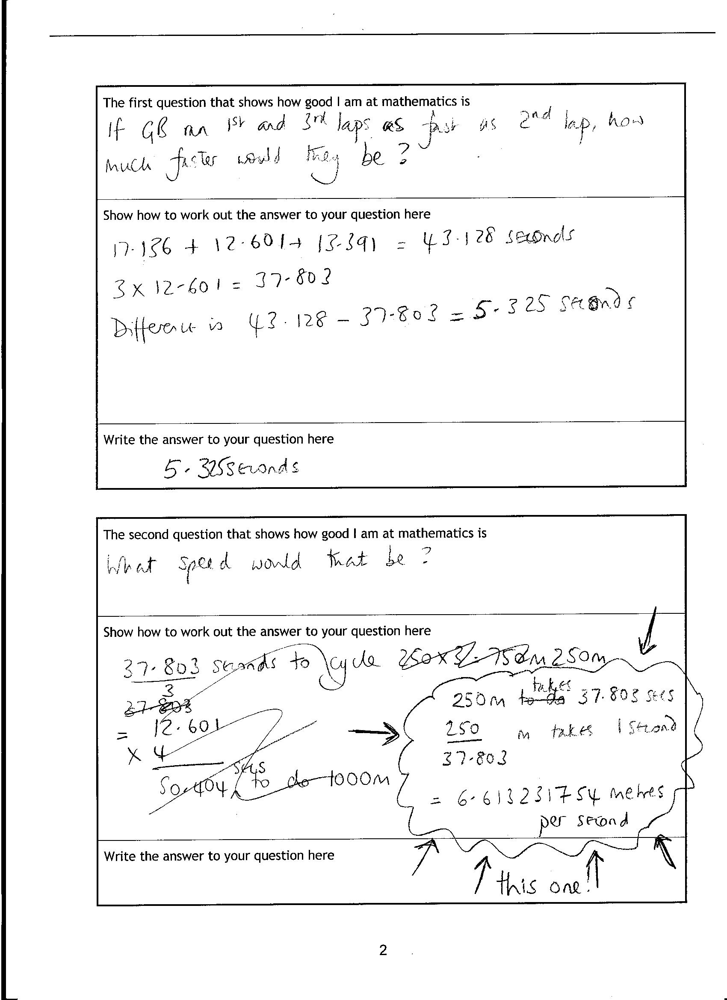 The first question that shows how good I am at mathematics is
If GB ran 1st and 3rd laps as fast as 2nd lap, how
much faster would they be?
Show how to work out the answer to your question here
17.136 + 12.601 + 13.391 = 43.128 seconds
3 x 12.601 = 37.803
Difference is 43.128 - 37.803 = 5.325 seconds
Write the answer to your question here
5.325 seconds
The second question that shows how good I am at mathematics is
What speed would that be?
Show how to work out the answer to your question here
37.803 seconds to cycle 250x3 = 750m 250m
3
37.803
= 12.601
x 4
50.404 secs to do 1000m
250m to do takes 37.803 secs
250 m takes 1 second
37.803
= 6.613231754 metres
per second
Write the answer to your question here
this one!
2